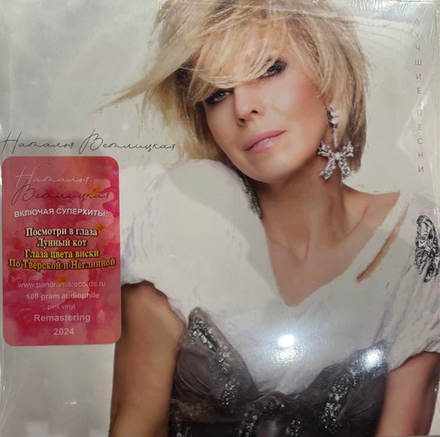 Наталья Ветлицкая
ЛУЧШИЕ ПЕСНИ
Наталья
Ветлицкая
ВКЛЮЧАЯ СУПЕРХИТЫ:
Посмотри в глаза
Лунный кот
Глаза цвета виски
По Тверской и Неглинной
www.panoramarecords.ru
180 gram audiophile
pink vinyl
Remastering
2024